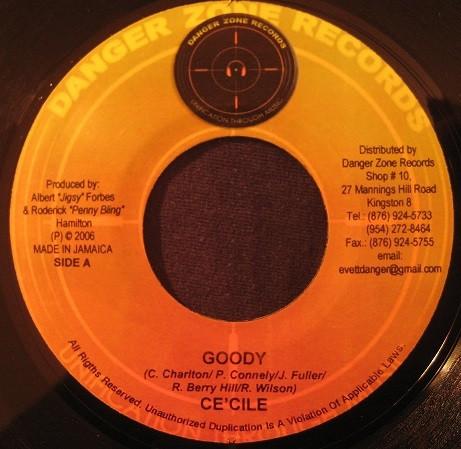 DANGER ZONE RECORDS
DANGER ZONE RECORDS
UNIFICATION THROUGH MUSIC
Produced by:
Albert "Jigsy" Forbes
& Roderick "Penny Bling"
Hamilton
(P) © 2006
MADE IN JAMAICA
SIDE A
Distributed by
Danger Zone Records
Shop # 10,
27 Mannings Hill Road
Kingston 8
Tel.: (876) 924-5733
(954) 272-8464
Fax.: (876) 924-5755
email:
evettdanger@gmail.com
GOODY
(C. Charlton/ P. Connely/J. Fuller/
R. Berry Hill/R. Wilson)
CE'CILE
All Rigths Reserved. Unauthorized Duplication Is A Violation Of Applicable Laws.